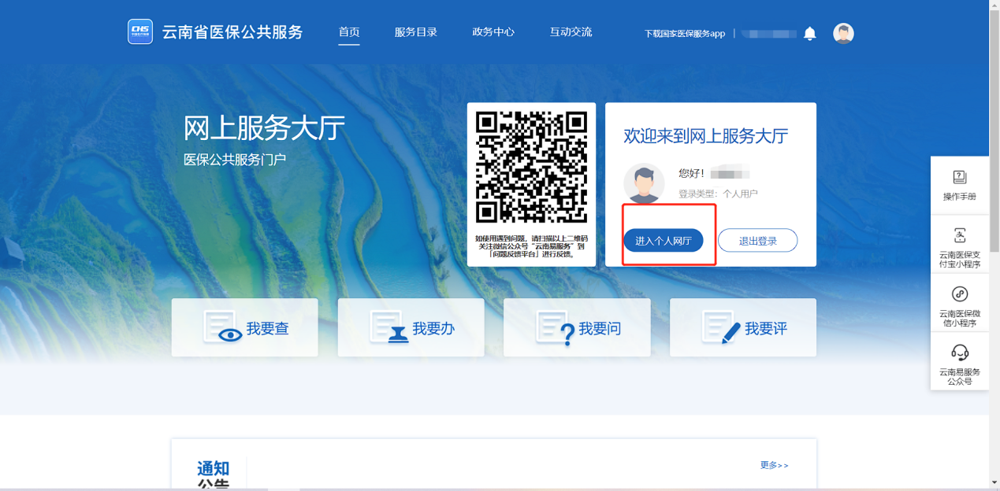 CHS
云南省医保公共服务
首页
服务目录
政务中心
互动交流
下载国家医保服务app
网上服务大厅
医保公共服务门户
如使用遇到问题，请扫描以上二维码
关注微信公众号“云南易服务”到
「问题反馈平台」进行反馈。
欢迎来到网上服务大厅
您好！
登录类型：个人用户
进入个人网厅
退出登录
操作手册
云南医保支
付宝小程序
云南医保微
信小程序
云南易服务
公众号
我要查
我要办
我要问
我要评
通知
公告
更多>>